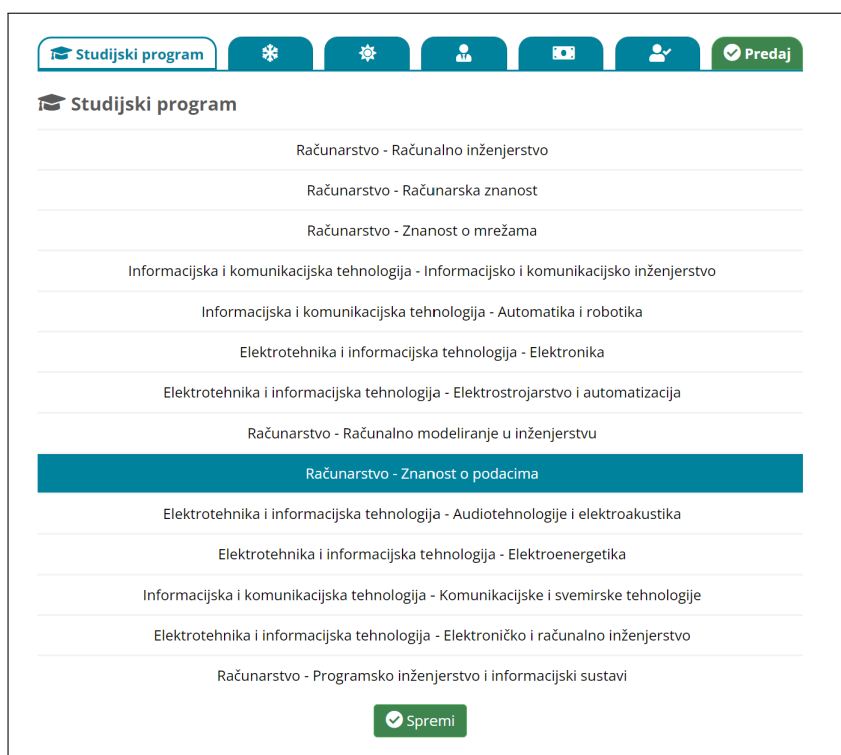 Studijski program
Predaj
Studijski program
Računarstvo - Računalno inženjerstvo
Računarstvo - Računarska znanost
Računarstvo - Znanost o mrežama
Informacijska i komunikacijska tehnologija - Informacijsko i komunikacijsko inženjerstvo
Informacijska i komunikacijska tehnologija - Automatika i robotika
Elektrotehnika i informacijska tehnologija - Elektronika
Elektrotehnika i informacijska tehnologija - Elektrostrojarstvo i automatizacija
Računarstvo - Računalno modeliranje u inženjerstvu
Računarstvo - Znanost o podacima
Elektrotehnika i informacijska tehnologija - Audiotehnologije i elektroakustika
Elektrotehnika i informacijska tehnologija - Elektroenergetika
Informacijska i komunikacijska tehnologija - Komunikacijske i svemirske tehnologije
Elektrotehnika i informacijska tehnologija - Elektroničko i računalno inženjerstvo
Računarstvo - Programsko inženjerstvo i informacijski sustavi
Spremi